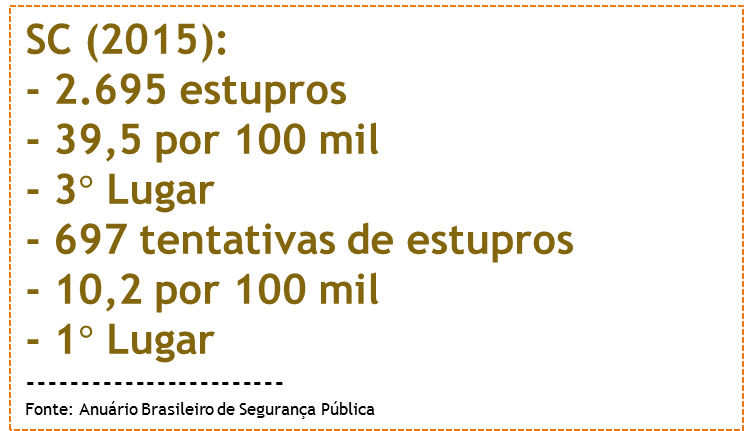 SC (2015):
- 2.695 estupros
- 39,5 por 100 mil
- 3° Lugar
- 697 tentativas de estupros
- 10,2 por 100 mil
- 1° Lugar
------------------------
Fonte: Anuário Brasileiro de Segurança Pública